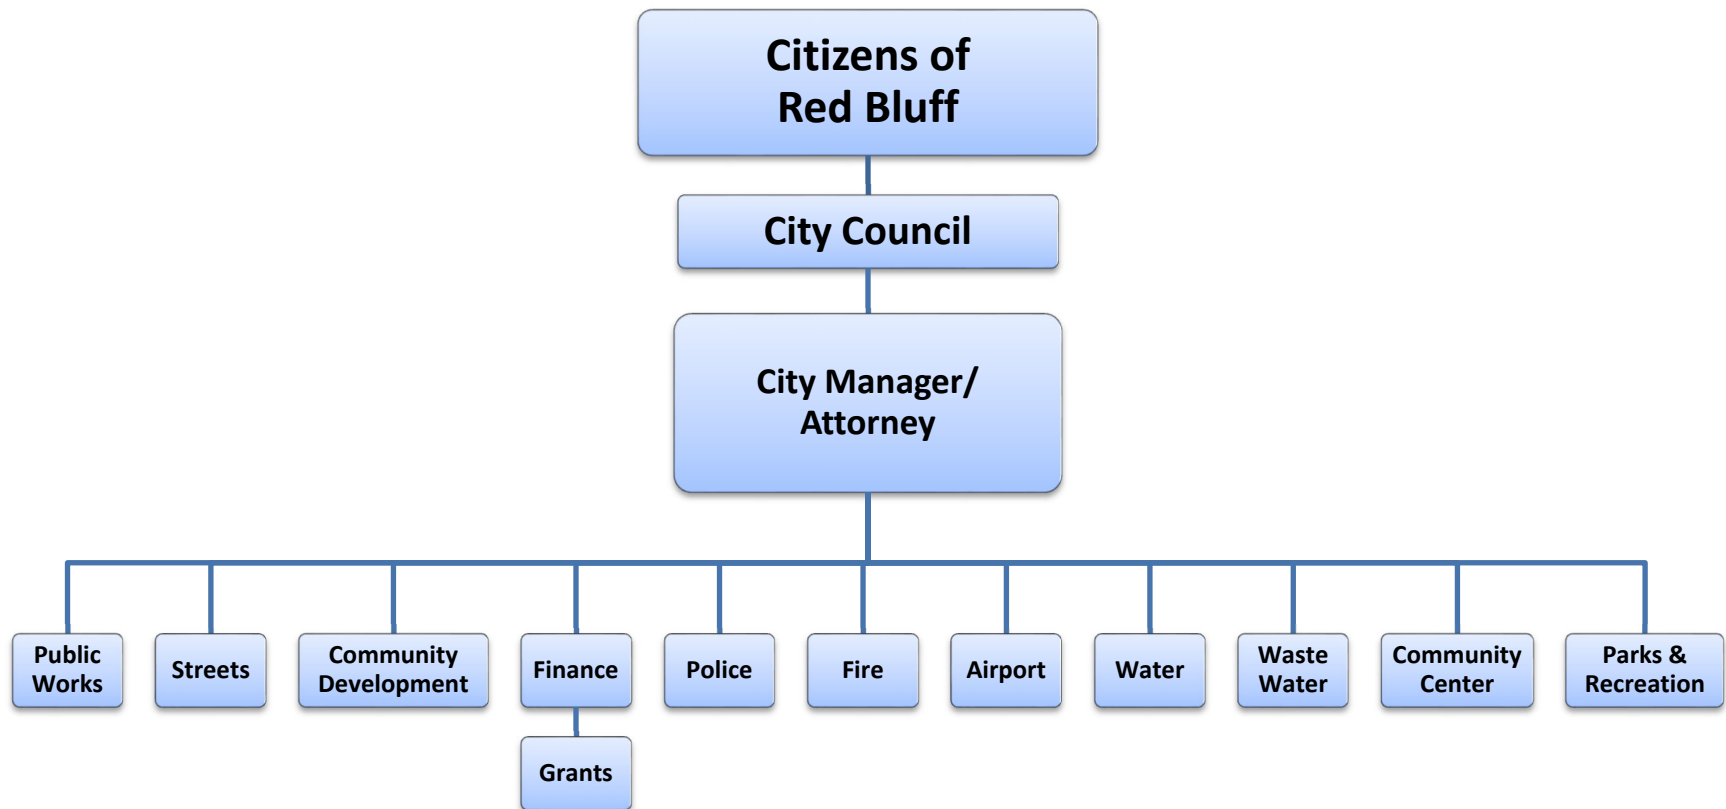 Citizens of
Red Bluff
City Council
City Manager/
Attorney
Public
Works
Streets
Community
Development
Finance
Police
Fire
Airport
Water
Waste
Water
Community
Center
Parks &
Recreation
Grants